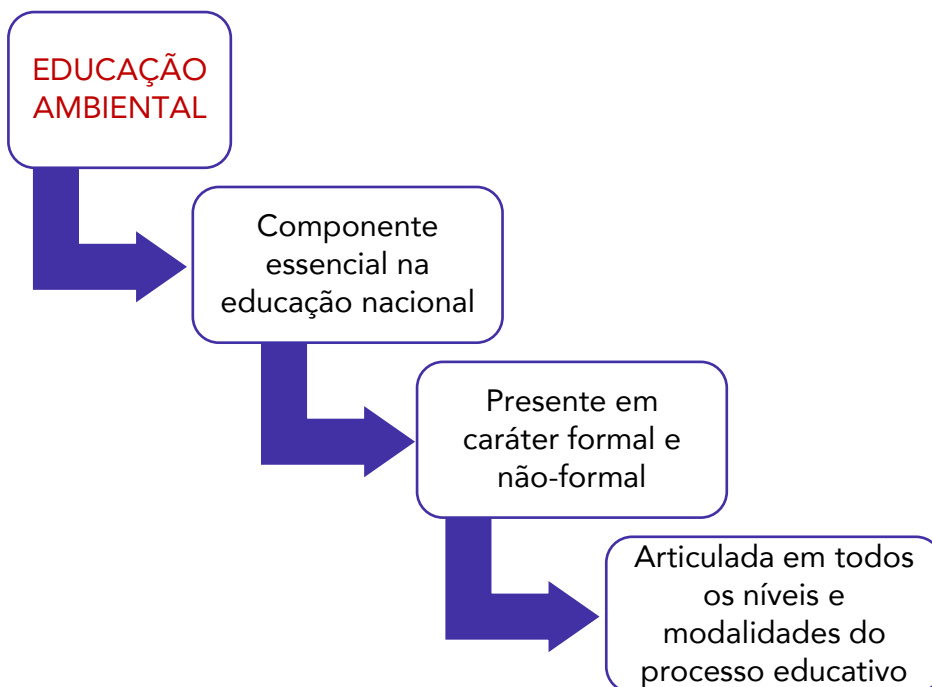 EDUCAÇÃO
AMBIENTAL
Componente
essencial na
educação nacional
Presente em
caráter formal e
não-formal
Articulada em todos
os níveis e
modalidades do
processo educativo